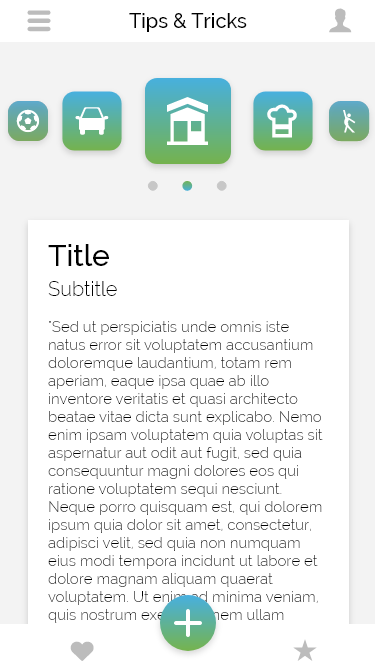 Tips & Tricks
Title
Subtitle
"Sed ut perspiciatis unde omnis iste
natus error sit voluptatem accusantium
doloremque laudantium, totam rem
aperiam, eaque ipsa quae ab illo
inventore veritatis et quasi architecto
beatae vitae dicta sunt explicabo. Nemo
enim ipsam voluptatem quia voluptas sit
aspernatur aut odit aut fugit, sed quia
consequuntur magni dolores eos qui
ratione voluptatem sequi nesciunt.
Neque porro quisquam est, qui dolorem
ipsum quia dolor sit amet, consectetur,
adipisci velit, sed quia non numquam
eius modi tempora incidunt ut labore et
dolore magnam aliquam quaerat
voluptatem. Ut enim ad minima veniam,
quis nostrum ullam